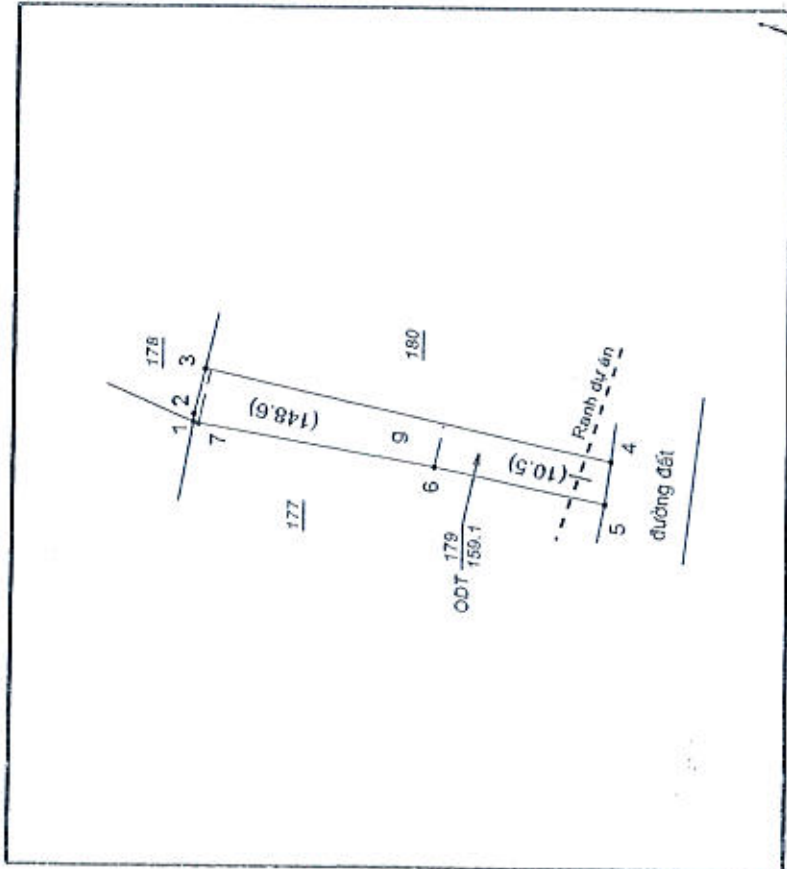 178
1 2 3
7
(148.6)
177
180
g
6
ODT 179
159.1
(10.5)
Ranh dự án
5 4
đường đất